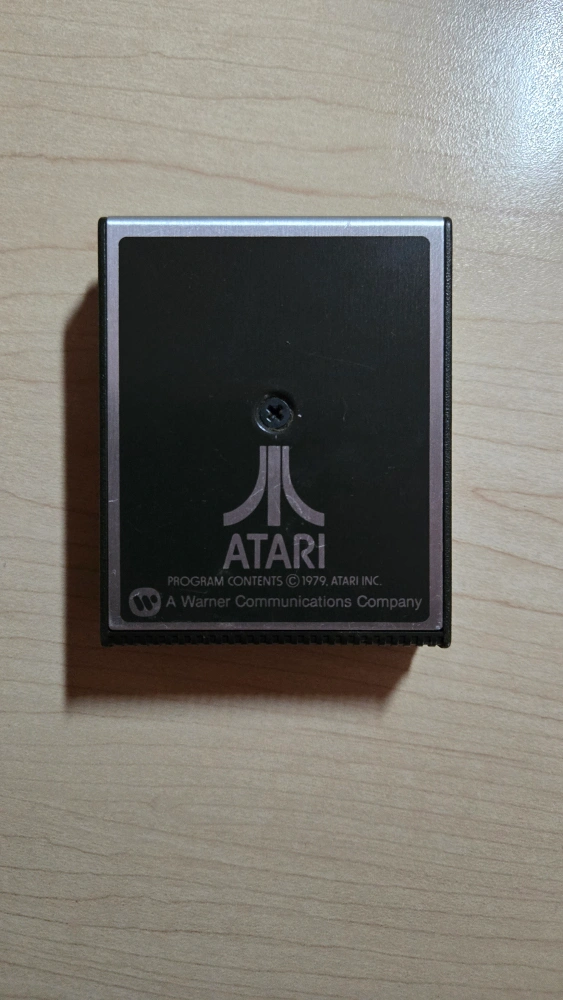 ATARI
PROGRAM CONTENTS © 1979, ATARI INC.
A Warner Communications Company